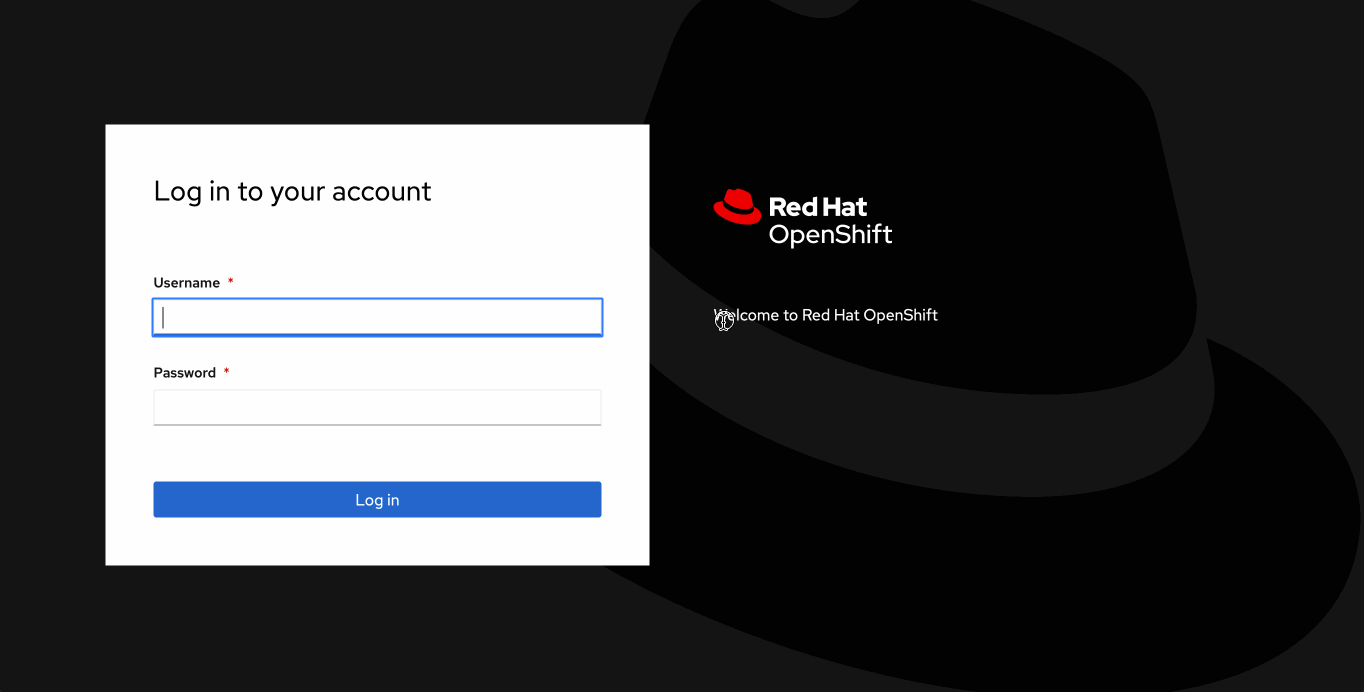 Log in to your account
Username *
Password *
Log in
Red Hat
OpenShift
Welcome to Red Hat OpenShift